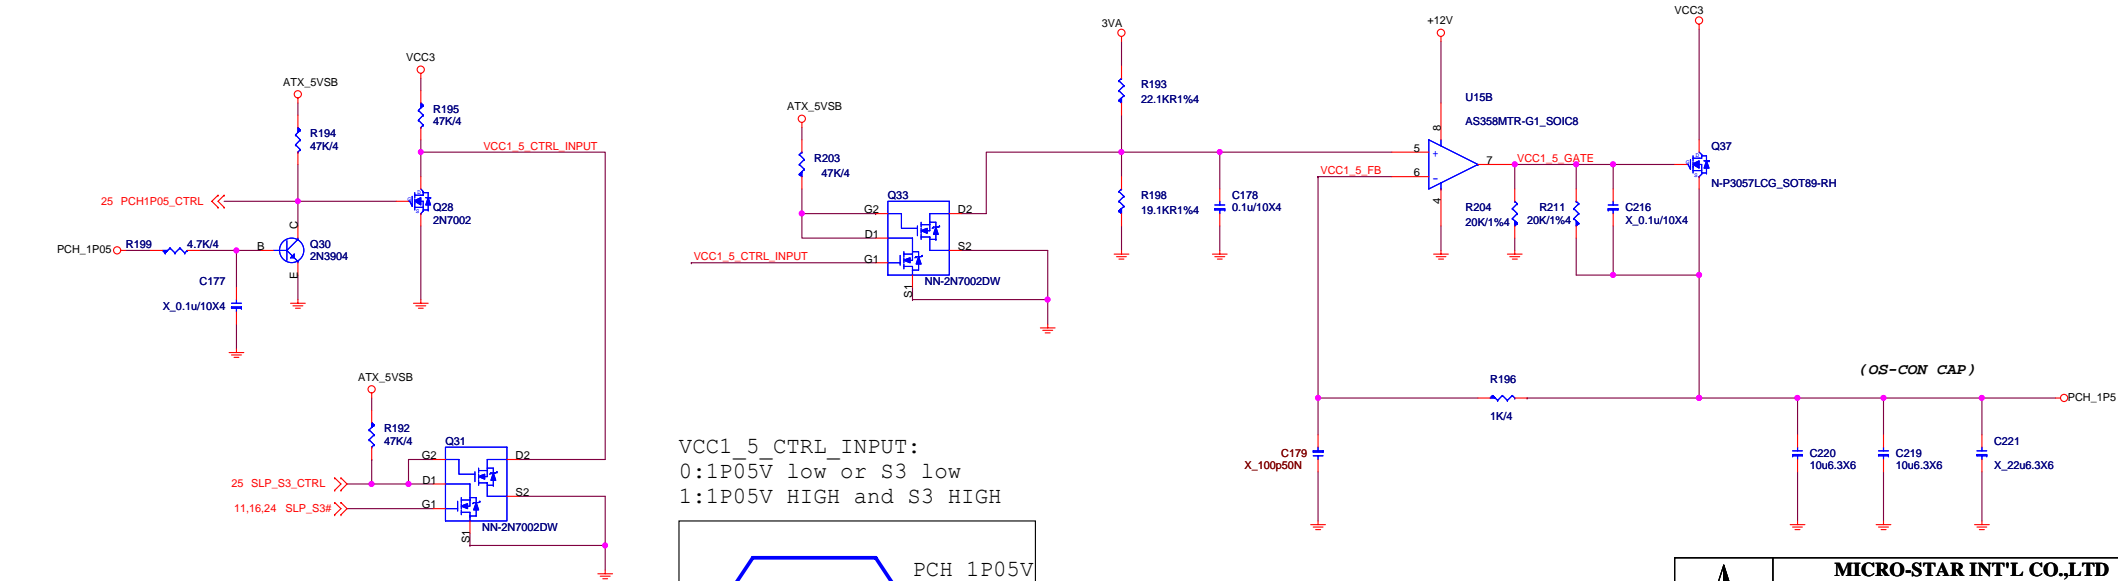 VCC3
ATX_5VSB
R195
47K/4
R194
47K/4
VCC1_5_CTRL_INPUT
25 PCH1P05_CTRL
Q28
2N7002
PCH_1P05
R199
4.7K/4
B
C
E
Q30
2N3904
C177
X_0.1u/10X4
ATX_5VSB
R192
47K/4
Q31
G2
D2
25 SLP_S3_CTRL
D1
S2
11,16,24 SLP_S3#
G1
S1
NN-2N7002DW
ATX_5VSB
R203
47K/4
Q33
G2
D2
D1
S2
VCC1_5_CTRL_INPUT
G1
S1
NN-2N7002DW
3VA
R193
22.1KR1%4
R198
19.1KR1%4
C178
0.1u/10X4
+12V
U15B
AS358MTR-G1_SOIC8
8
5
+
6
-
7
4
VCC1_5_FB
VCC1_5_GATE
R204
20K/1%4
R211
20K/1%4
C216
X_0.1u/10X4
VCC3
Q37
N-P3057LCG_SOT89-RH
R196
1K/4
(OS-CON CAP)
PCH_1P5
C179
X_100p50N
C220
10u6.3X6
C219
10u6.3X6
C221
X_22u6.3X6
VCC1_5_CTRL_INPUT:
0:1P05V low or S3 low
1:1P05V HIGH and S3 HIGH
PCH 1P05V
MICRO-STAR INT'L CO.,LTD